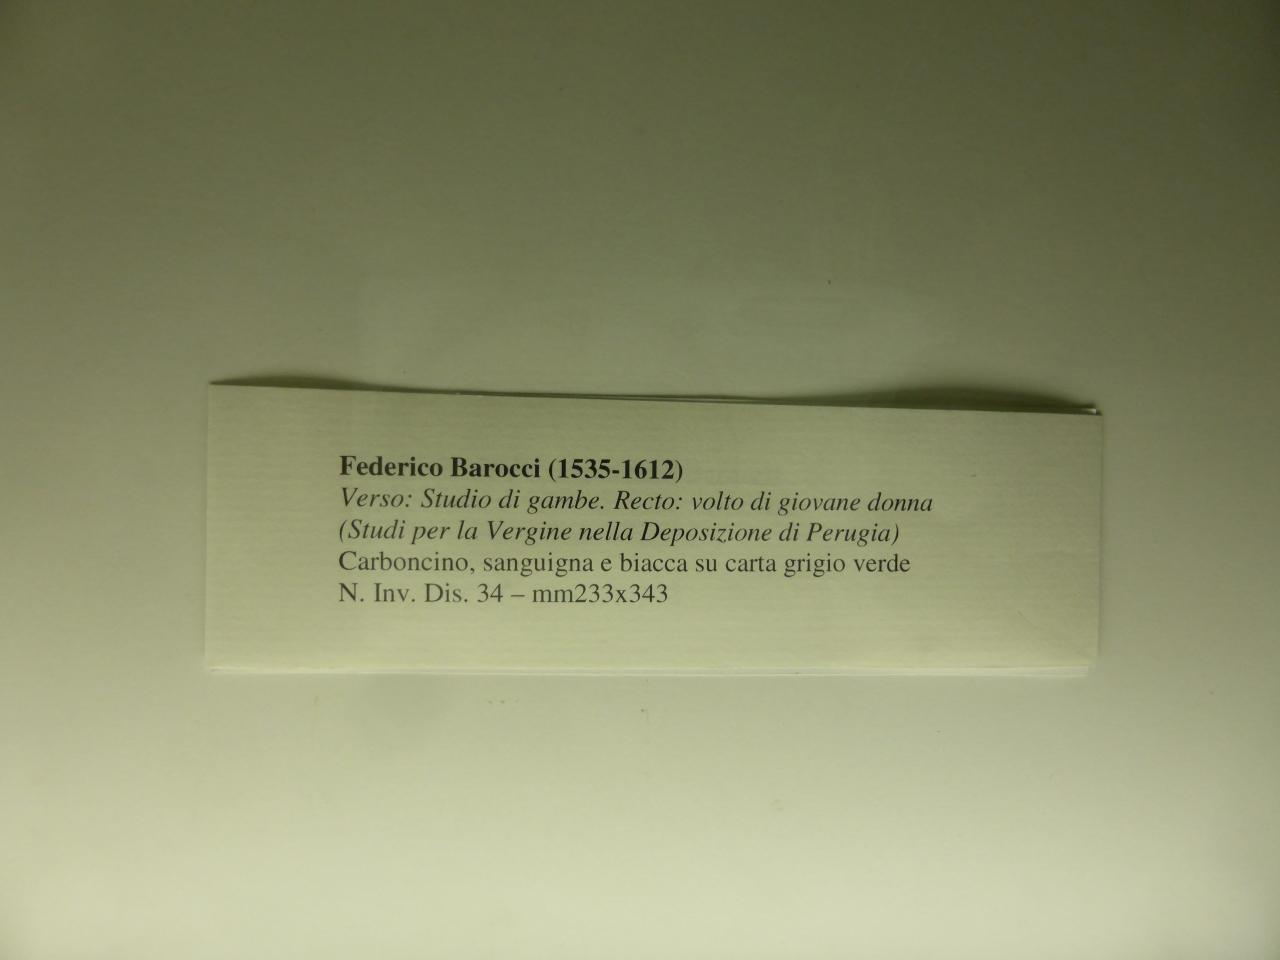 Federico Barocci (1535-1612)
Verso: Studio di gambe. Recto: volto di giovane donna
(Studi per la Vergine nella Deposizione di Perugia)
Carboncino, sanguigna e biacca su carta grigio verde
N. Inv. Dis. 34 – mm233x343